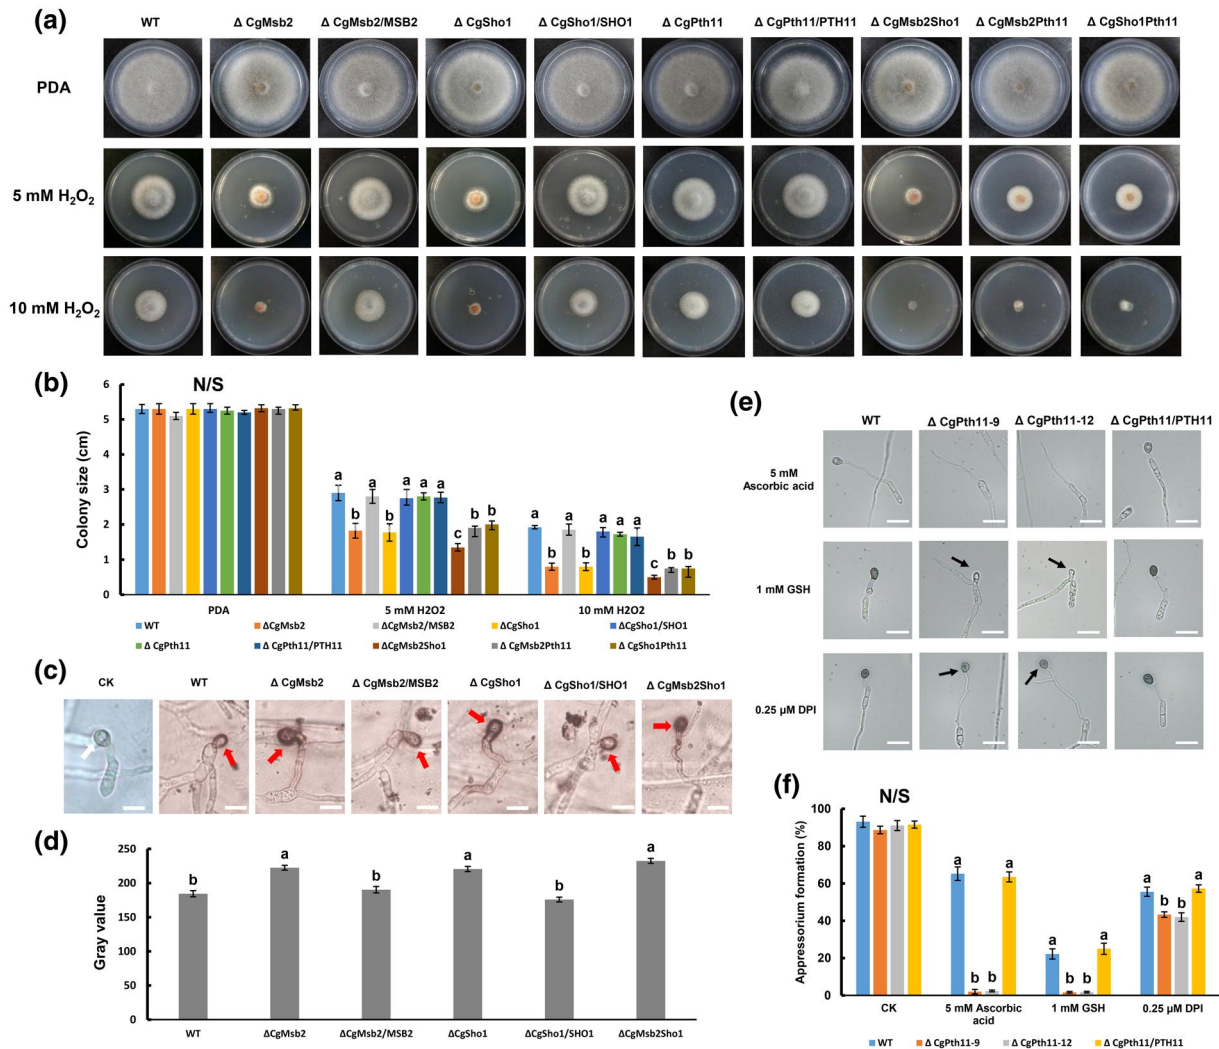 (a)
WT Δ CgMsb2 Δ CgMsb2/MSB2 Δ CgSho1 Δ CgSho1/SHO1 Δ CgPth11 Δ CgPth11/PTH11 Δ CgMsb2Sho1 Δ CgMsb2Pth11 Δ CgSho1Pth11
PDA
5 mM H₂O₂
10 mM H₂O₂
(b)
N/S
Colony size (cm)
6
5
4
3
2
1
0
a b a b a a a c b b
a b a b a a a c b b
PDA 5 mM H2O2 10 mM H2O2
WT ΔCgMsb2 ΔCgMsb2/MSB2 ΔCgSho1 ΔCgSho1/SHO1
ΔCgPth11 Δ CgPth11/PTH11 ΔCgMsb2Sho1 Δ CgMsb2Pth11 Δ CgSho1Pth11
(c)
CK WT Δ CgMsb2 Δ CgMsb2/MSB2 Δ CgSho1 Δ CgSho1/SHO1 Δ CgMsb2Sho1
(d)
Gray value
250
200
150
100
50
0
b a b a b a
WT ΔCgMsb2 ΔCgMsb2/MSB2 ΔCgSho1 ΔCgSho1/SHO1 ΔCgMsb2Sho1
(e)
WT Δ CgPth11-9 Δ CgPth11-12 Δ CgPth11/PTH11
5 mM
Ascorbic acid
1 mM GSH
0.25 μM DPI
(f)
N/S
Appressorium formation (%)
100
80
60
40
20
0
a b b a
a b b a
a b b a
CK 5 mM Ascorbic 1 mM GSH 0.25 μM DPI
acid
WT Δ CgPth11-9 Δ CgPth11-12 Δ CgPth11/PTH11